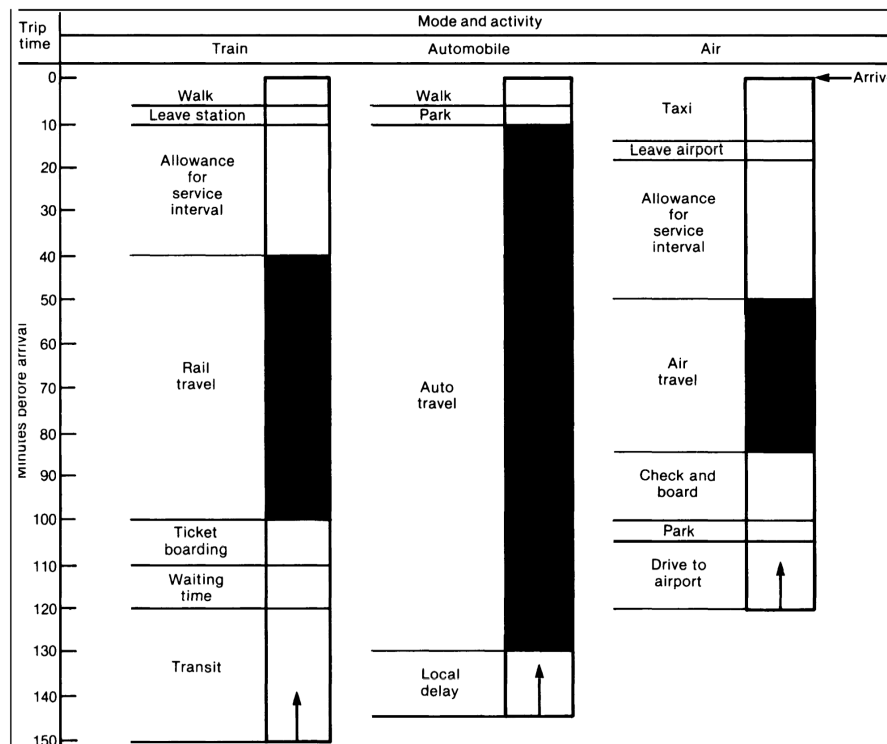 Trip
time
Mode and activity
Train
Automobile
Air
0
10
20
30
40
50
60
70
80
90
100
110
120
130
140
150
Minutes before arrival
Walk
Leave station
Allowance
for
service
interval
Rail
travel
Ticket
boarding
Waiting
time
Transit
Walk
Park
Auto
travel
Local
delay
Arriv
Taxi
Leave airport
Allowance
for
service
interval
Air
travel
Check and
board
Park
Drive to
airport